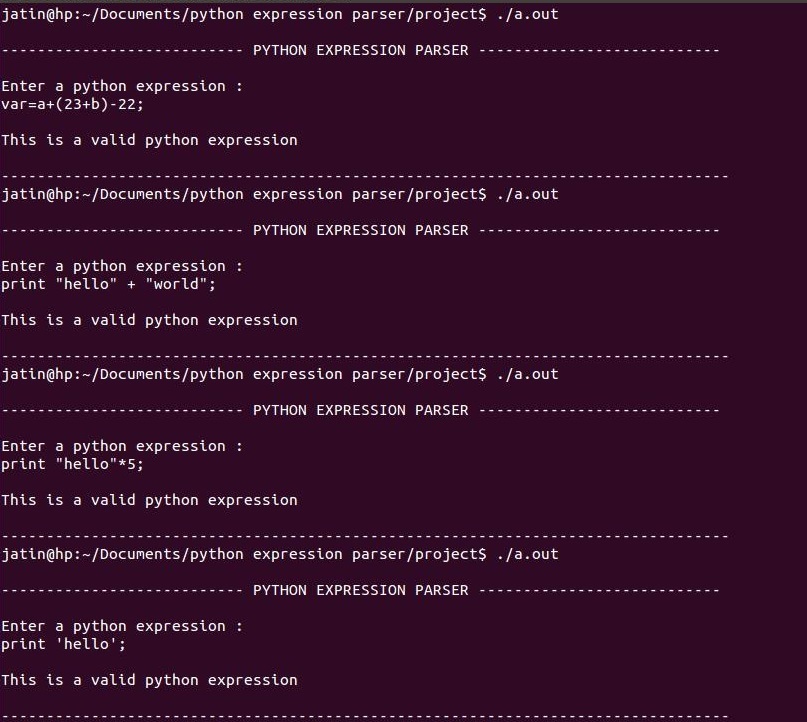 jatin@hp:~/Documents/python expression parser/project$ ./a.out
--------------------------- PYTHON EXPRESSION PARSER ---------------------------
Enter a python expression :
var=a+(23+b)-22;
This is a valid python expression
---------------------------------------------------------------------------------
jatin@hp:~/Documents/python expression parser/project$ ./a.out
--------------------------- PYTHON EXPRESSION PARSER ---------------------------
Enter a python expression :
print "hello" + "world";
This is a valid python expression
---------------------------------------------------------------------------------
jatin@hp:~/Documents/python expression parser/project$ ./a.out
--------------------------- PYTHON EXPRESSION PARSER ---------------------------
Enter a python expression :
print "hello"*5;
This is a valid python expression
---------------------------------------------------------------------------------
jatin@hp:~/Documents/python expression parser/project$ ./a.out
--------------------------- PYTHON EXPRESSION PARSER ---------------------------
Enter a python expression :
print 'hello';
This is a valid python expression
---------------------------------------------------------------------------------